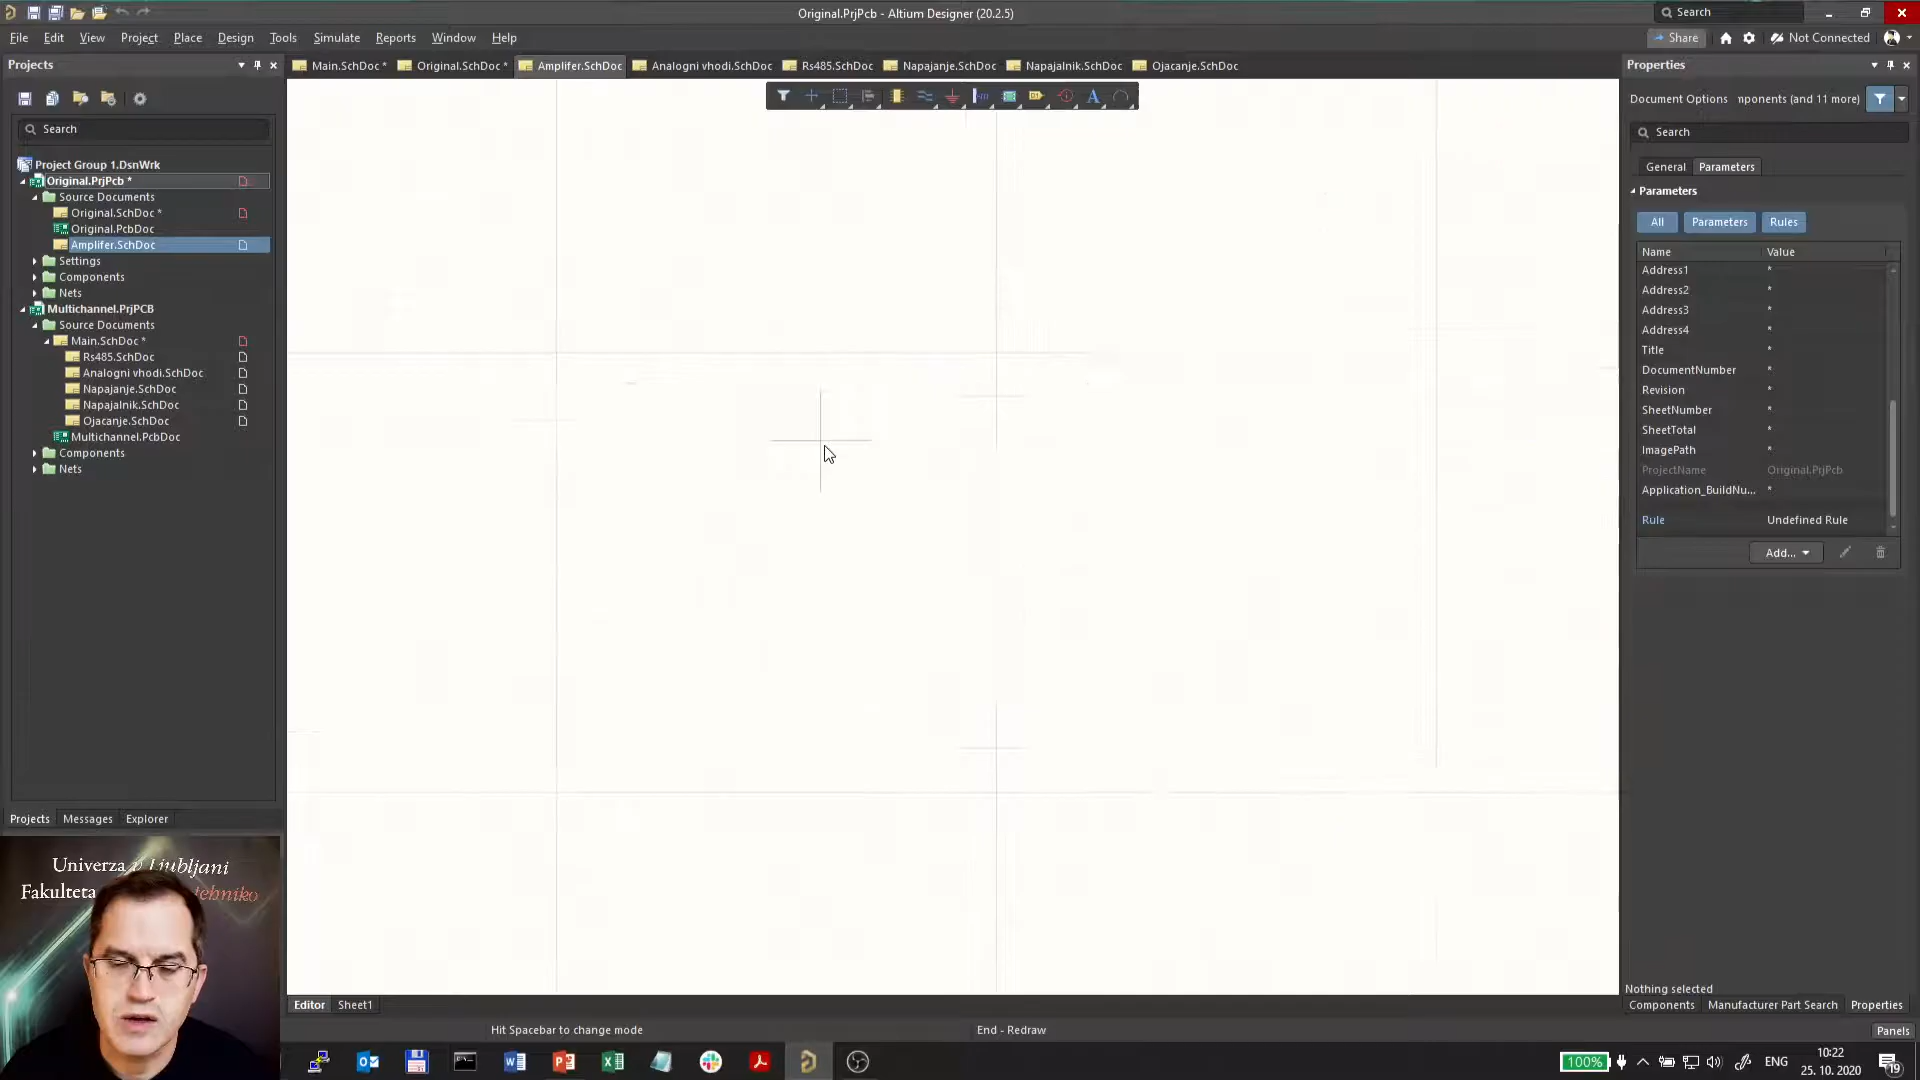 Original.PrjPcb - Altium Designer (20.2.5)
Search
File Edit View Project Place Design Tools Simulate Reports Window Help
Share
Not Connected
Projects
Main.SchDoc *
Original.SchDoc *
Amplifer.SchDoc
Analogni vhodi.SchDoc
Rs485.SchDoc
Napajanje.SchDoc
Napajalnik.SchDoc
Ojacanje.SchDoc
Properties
Document Options
mponents (and 11 more)
Search
Search
Project Group 1.DsnWrk
Original.PrjPcb *
Source Documents
Original.SchDoc *
Original.PcbDoc
Amplifer.SchDoc
Settings
Components
Nets
Multichannel.PrjPCB
Source Documents
Main.SchDoc *
Rs485.SchDoc
Analogni vhodi.SchDoc
Napajanje.SchDoc
Napajalnik.SchDoc
Ojacanje.SchDoc
Multichannel.PcbDoc
Components
Nets
General Parameters
Parameters
All Parameters Rules
Name Value
Address1 *
Address2 *
Address3 *
Address4 *
Title *
DocumentNumber *
Revision *
SheetNumber *
SheetTotal *
ImagePath *
ProjectName Original.PrjPcb
Application_BuildNu... *
Rule Undefined Rule
Add...
Projects Messages Explorer
Univerza v Ljubljani
Fakulteta
tehniko
Nothing selected
Editor Sheet1
Components Manufacturer Part Search Properties
Hit Spacebar to change mode
End - Redraw
Panels
100%
ENG
10:22
25. 10. 2020
19